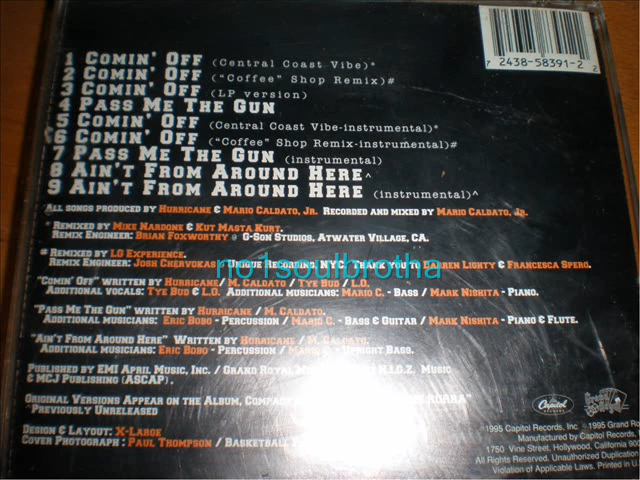 1 Comin' Off (Central Coast Vibe)*
2 Comin' Off ("Coffee" Shop Remix)#
3 Comin' Off (LP version)
4 Pass Me The Gun
5 Comin' Off (Central Coast Vibe-instrumental)*
6 Comin' Off ("Coffee" Shop Remix-instrumental)#
7 Pass Me The Gun (instrumental)
8 Ain't From Around Here^
9 Ain't From Around Here (instrumental)^
7 2438-58391-2 2
All songs produced by Hurricane & Mario Caldato, Jr. Recorded and mixed by Mario Caldato, Jr.
*Remixed by Mike Nardone & Kut Masta Kurt.
Remix Engineer: Brian Foxworthy @ G-Son Studios, Atwater Village, CA.
# Remixed by LG Experience.
Remix Engineer: Josh Chervokas Unique Recording, NYC. Thank you to Darren Lighty & Francesca Spero.
no1soulbrotha
"Comin' Off" written by Hurricane / M. Caldato / Tye Bud / L.O.
Additional vocals: Tye Bud & L.O. Additional musicians: Mario C. - Bass / Mark Nishita - Piano.
"Pass Me The Gun" written by Hurricane / M. Caldato.
Additional musicians: Eric Bobo - Percussion / Mario C. - Bass & Guitar / Mark Nishita - Piano & Flute.
"Ain't From Around Here" Written by Hurricane / M. Caldato.
Additional musicians: Eric Bobo - Percussion / Mario C. - Upright Bass.
Published by EMI April Music, Inc. / Grand Royal Music
& MCJ Publishing (ASCAP).
Original Versions Appear on the Album,
^Previously Unreleased
Design & Layout: X-Large
Cover Photograph: Paul Thompson / Basketball
Capitol
Records
Grand Royal
1995 Capitol Records, Inc. ©1995 Grand
Manufactured by Capitol Records,
1750 Vine Street, Hollywood, California
All Rights Reserved. Unauthorized Duplication
Violation of Applicable Laws. Printed in U.